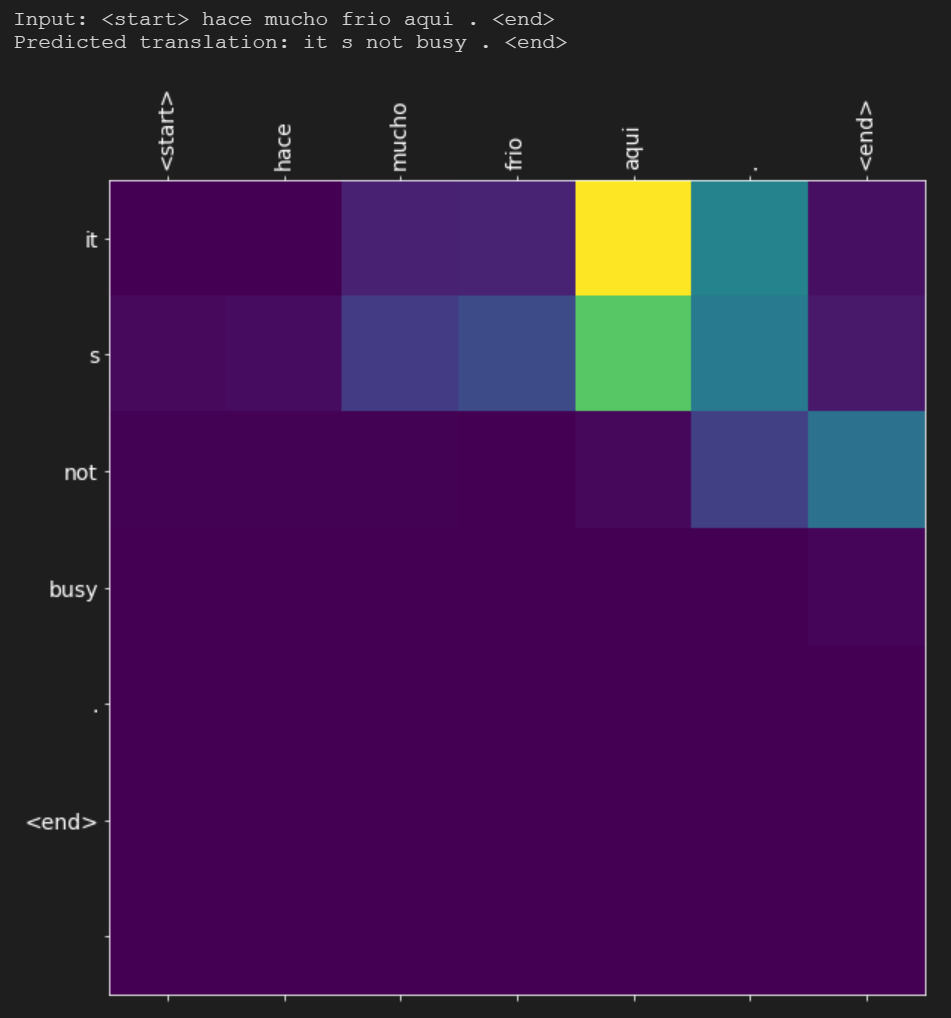 Input: <start> hace mucho frio aqui . <end>
Predicted translation: it s not busy . <end>
<start>
hace
mucho
frio
aqui
.
<end>
it
s
not
busy
.
<end>